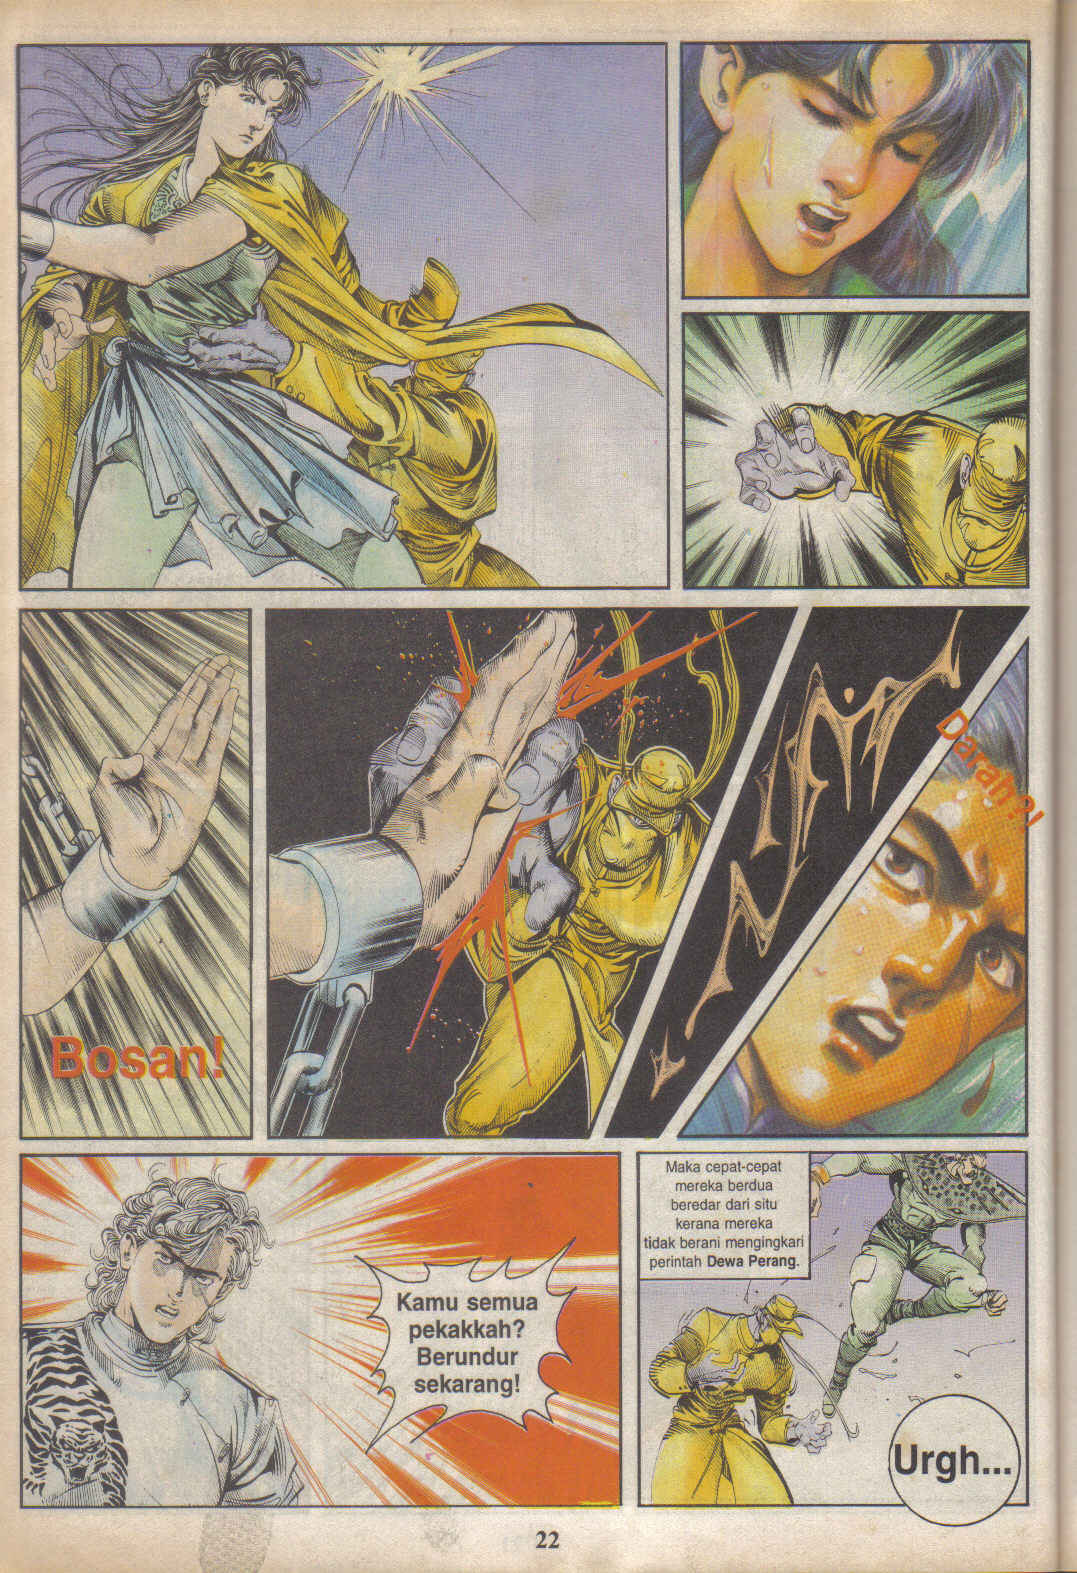 Bosan!
Darah?!
Kamu semua
pekakkah?
Berundur
sekarang!
Maka cepat-cepat
mereka berdua
beredar dari situ
kerana mereka
tidak berani mengingkari
perintah Dewa Perang.
Urgh...
22